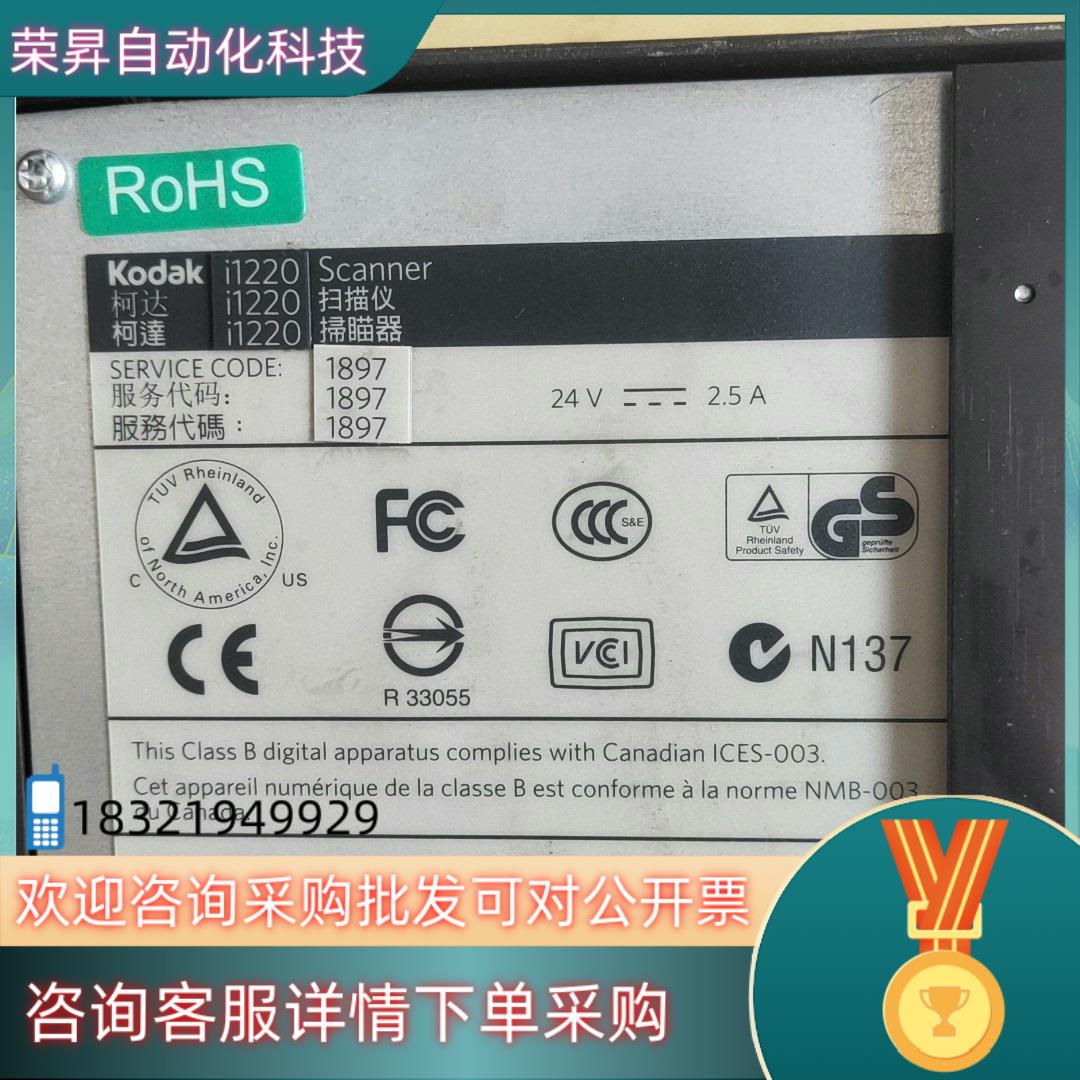 荣昇自动化科技
RoHS
Kodak i1220 Scanner
柯达 i1220 扫描仪
柯達 i1220 掃瞄器
SERVICE CODE: 1897
服务代码: 1897
服務代碼: 1897
24 V 2.5 A
TÜV Rheinland
of North America, Inc.
C US
FC
CCC S&E
TÜV
Rheinland
Product Safety
GS
geprüfte
Sicherheit
CE
R 33055
VCCI
N137
This Class B digital apparatus complies with Canadian ICES-003.
Cet appareil numérique de la classe B est conforme à la norme NMB-003
du Canada.
18321949929
欢迎咨询采购批发可对公开票
咨询客服详情下单采购